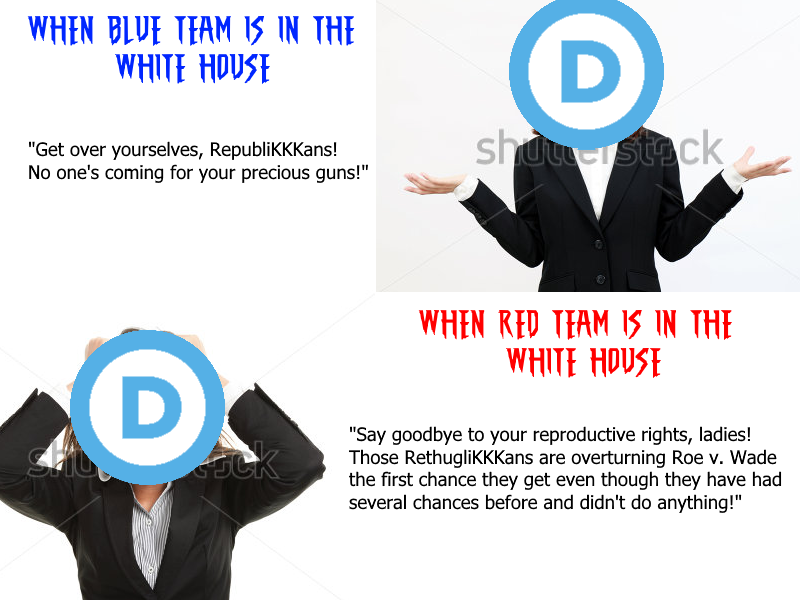 WHEN BLUE TEAM IS IN THE
WHITE HOUSE
"Get over yourselves, RepubliKKKans!
No one's coming for your precious guns!"
D
shutterstock
WHEN RED TEAM IS IN THE
WHITE HOUSE
"Say goodbye to your reproductive rights, ladies!
Those RethugliKKKans are overturning Roe v. Wade
the first chance they get even though they have had
several chances before and didn't do anything!"
D
shutterstock